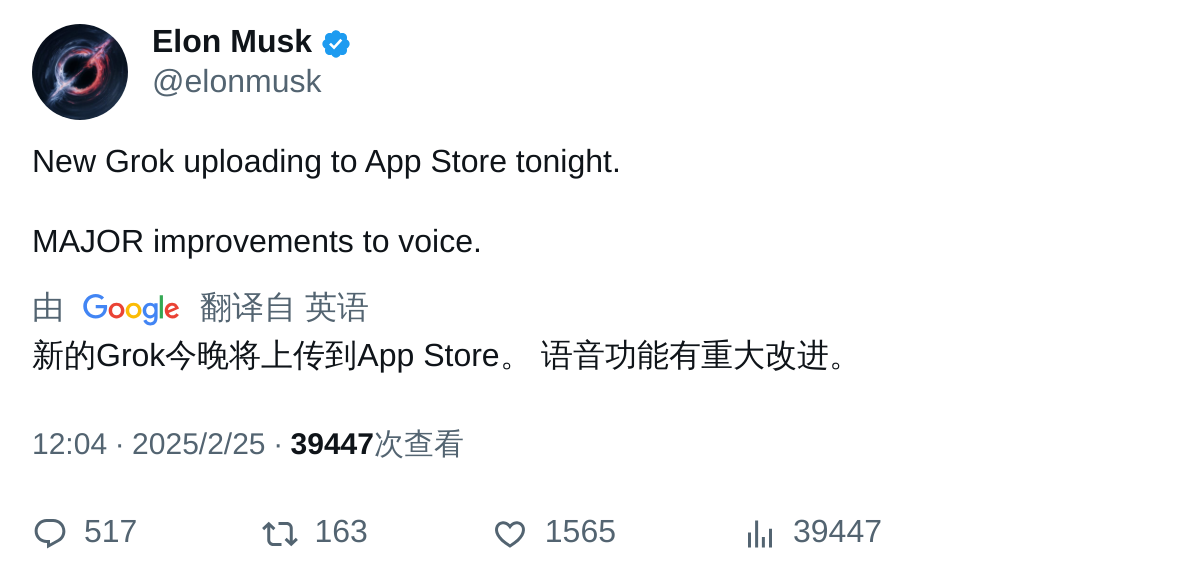 Elon Musk
@elonmusk
New Grok uploading to App Store tonight.
MAJOR improvements to voice.
由 Google 翻译自 英语
新的Grok今晚将上传到App Store。 语音功能有重大改进。
12:04 · 2025/2/25 · 39447次查看
517 163 1565 39447